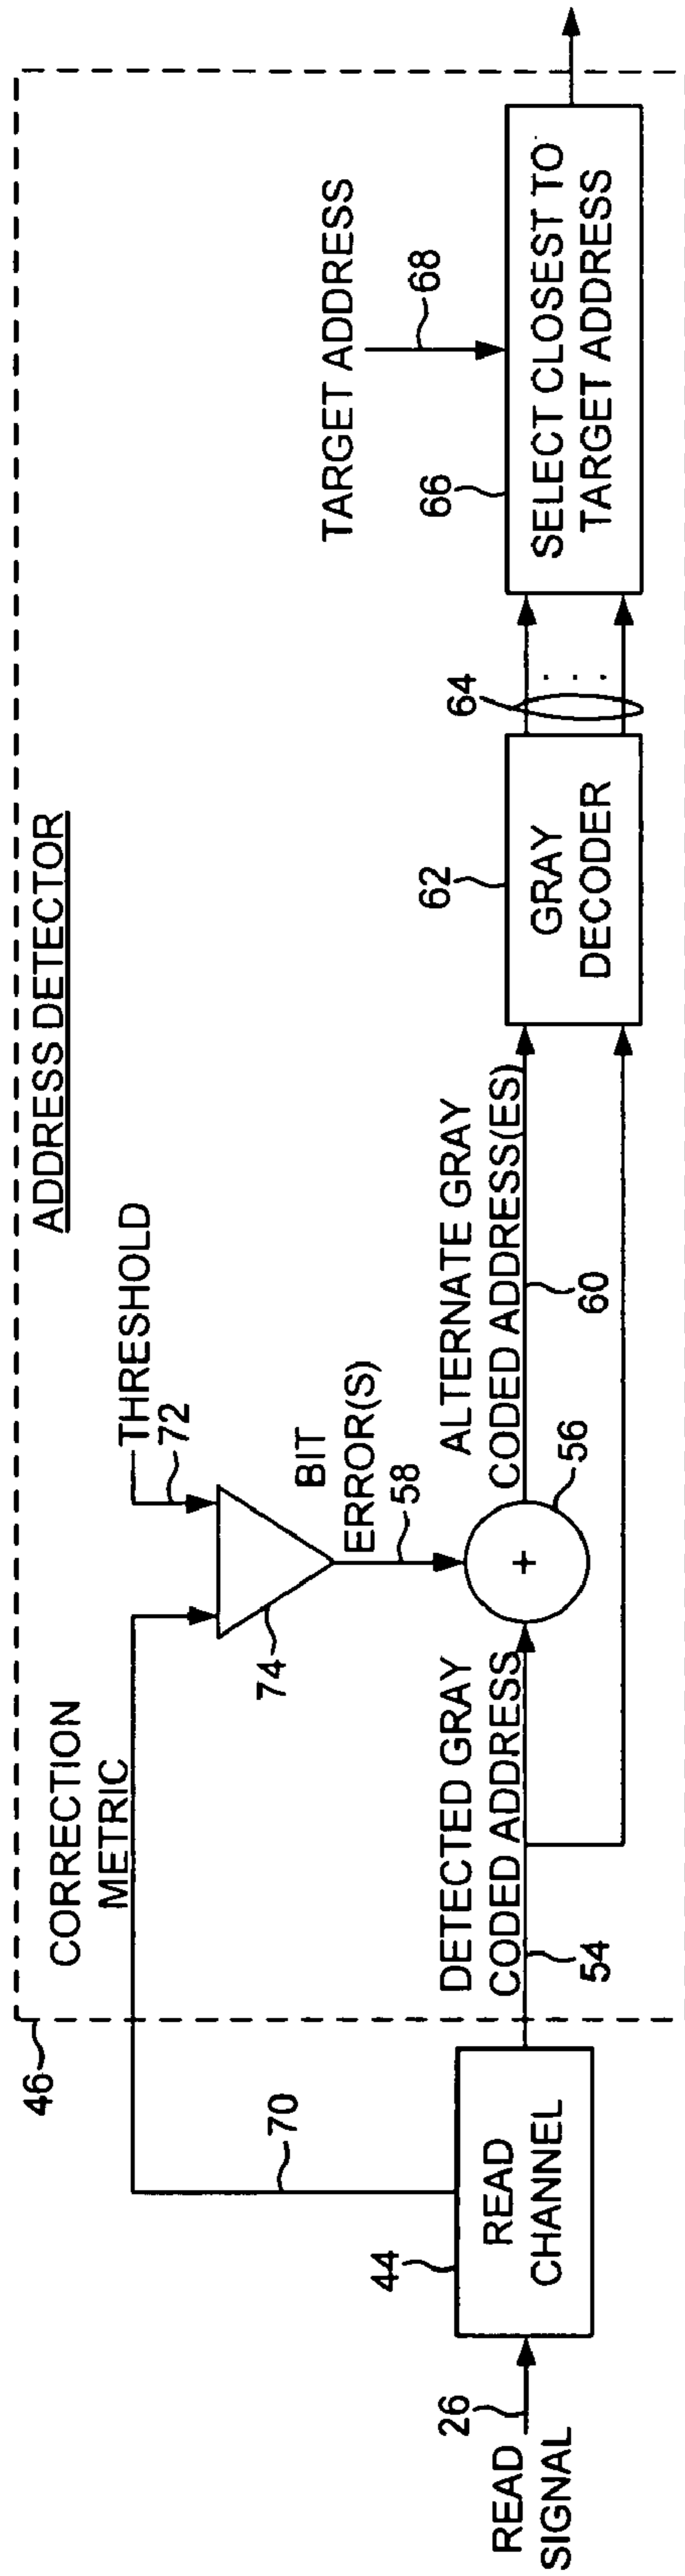 ADDRESS DETECTOR
46
CORRECTION
METRIC
70
THRESHOLD
72
74
BIT
ERROR(S)
58
READ
SIGNAL
26
44
READ
CHANNEL
DETECTED GRAY
CODED ADDRESS
54
+
56
ALTERNATE GRAY
CODED ADDRESS(ES)
60
62
GRAY
DECODER
64
TARGET ADDRESS
68
66
SELECT CLOSEST TO
TARGET ADDRESS